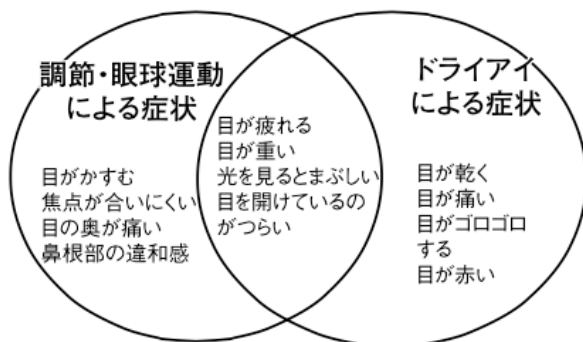 調節・眼球運動
による症状
目がかすむ
焦点が合いにくい
目の奥が痛い
鼻根部の違和感
目が疲れる
目が重い
光を見るとまぶしい
目を開けているの
がつらい
ドライアイ
による症状
目が乾く
目が痛い
目がゴロゴロ
する
目が赤い